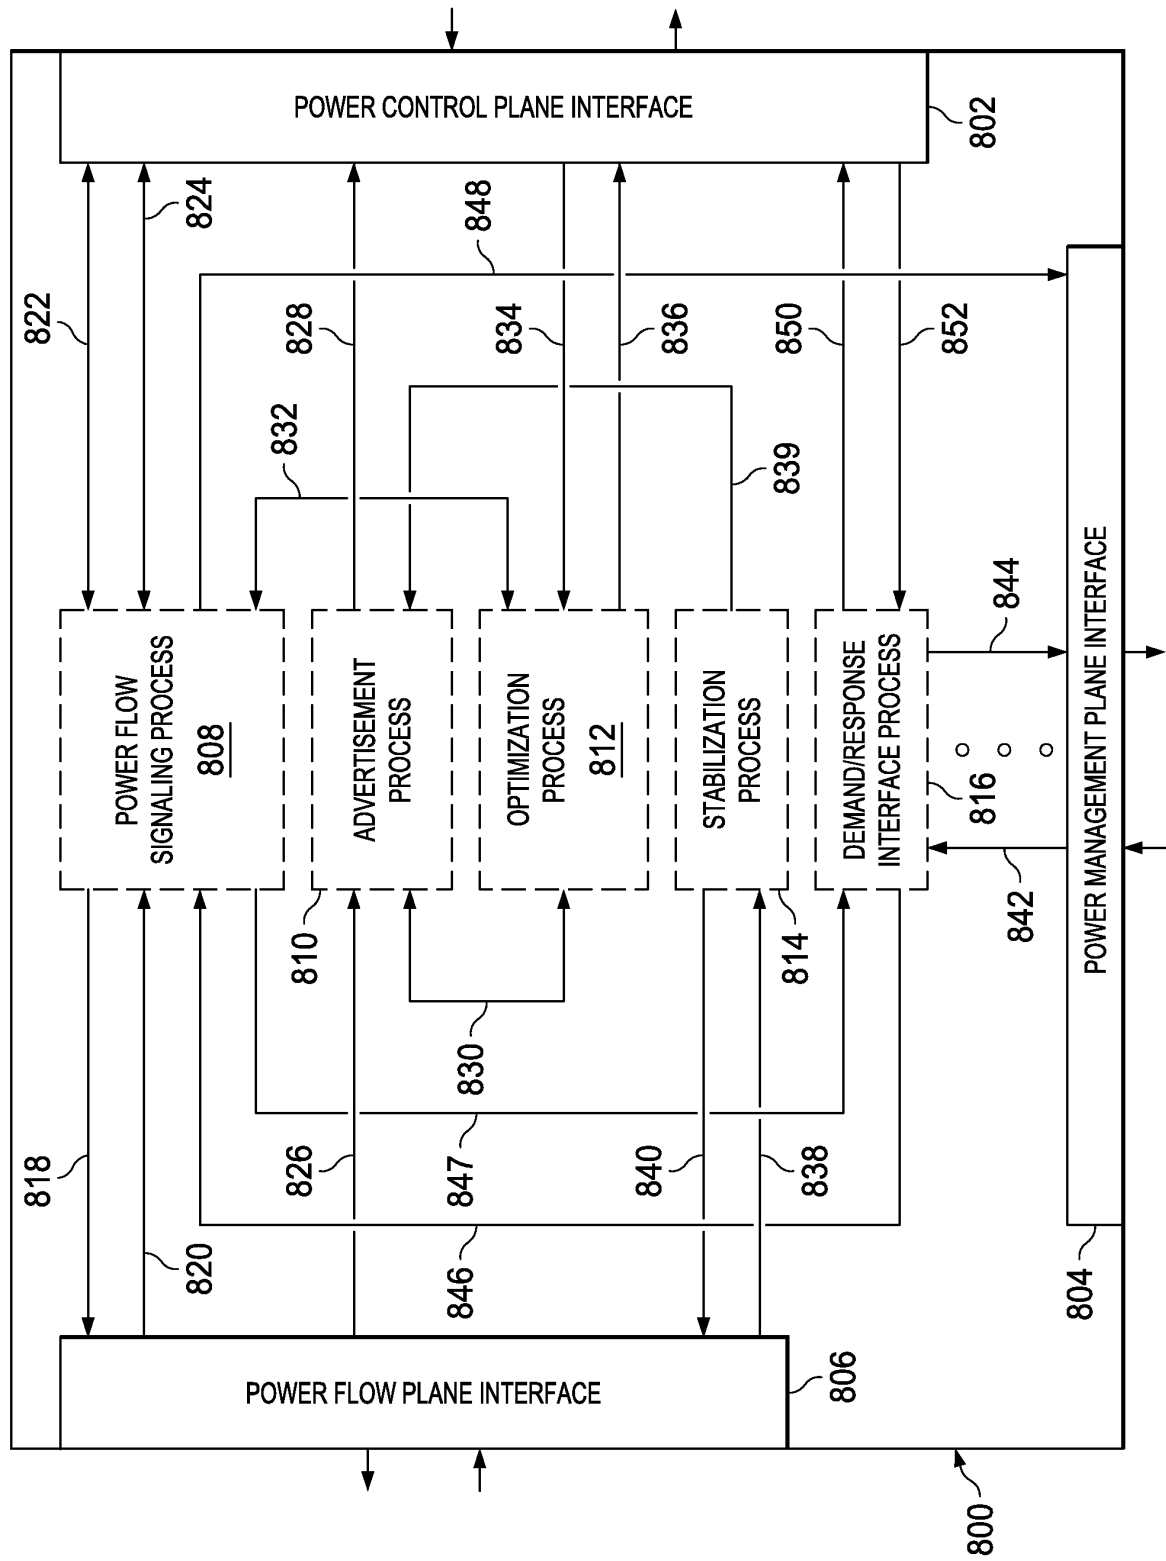 POWER CONTROL PLANE INTERFACE
802
822
824
848
828
834
836
850
852
832
839
POWER FLOW
SIGNALING PROCESS
808
ADVERTISEMENT
PROCESS
810
OPTIMIZATION
PROCESS
812
STABILIZATION
PROCESS
814
DEMAND/RESPONSE
INTERFACE PROCESS
816
844
842
POWER MANAGEMENT PLANE INTERFACE
804
830
818
820
826
847
846
840
838
POWER FLOW PLANE INTERFACE
806
800